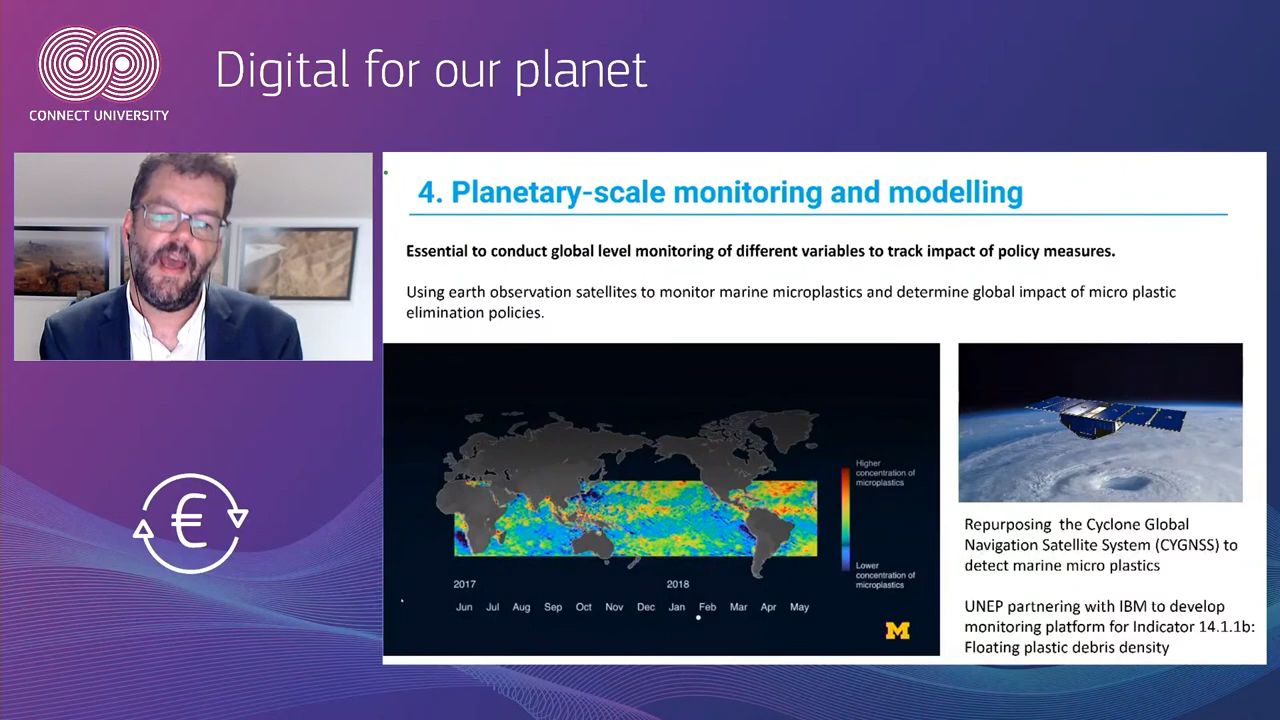 CONNECT UNIVERSITY
Digital for our planet
4. Planetary-scale monitoring and modelling
Essential to conduct global level monitoring of different variables to track impact of policy measures.
Using earth observation satellites to monitor marine microplastics and determine global impact of micro plastic
elimination policies.
Higher
concentration of
microplastics
Lower
concentration of
microplastics
2017 2018
Jun Jul Aug Sep Oct Nov Dec Jan Feb Mar Apr May
M
Repurposing the Cyclone Global
Navigation Satellite System (CYGNSS) to
detect marine micro plastics
UNEP partnering with IBM to develop
monitoring platform for Indicator 14.1.1b:
Floating plastic debris density
€